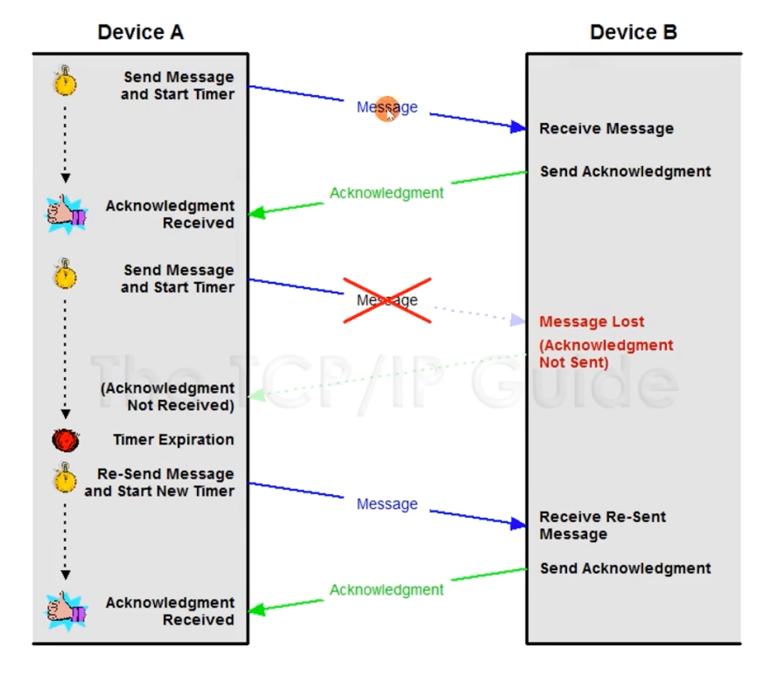 Device A
Device B
Send Message
and Start Timer
Message
Receive Message
Send Acknowledgment
Acknowledgment
Acknowledgment
Received
Send Message
and Start Timer
Message
Message Lost
(Acknowledgment
Not Sent)
The TCP/IP Guide
(Acknowledgment
Not Received)
Timer Expiration
Re-Send Message
and Start New Timer
Message
Receive Re-Sent
Message
Send Acknowledgment
Acknowledgment
Acknowledgment
Received